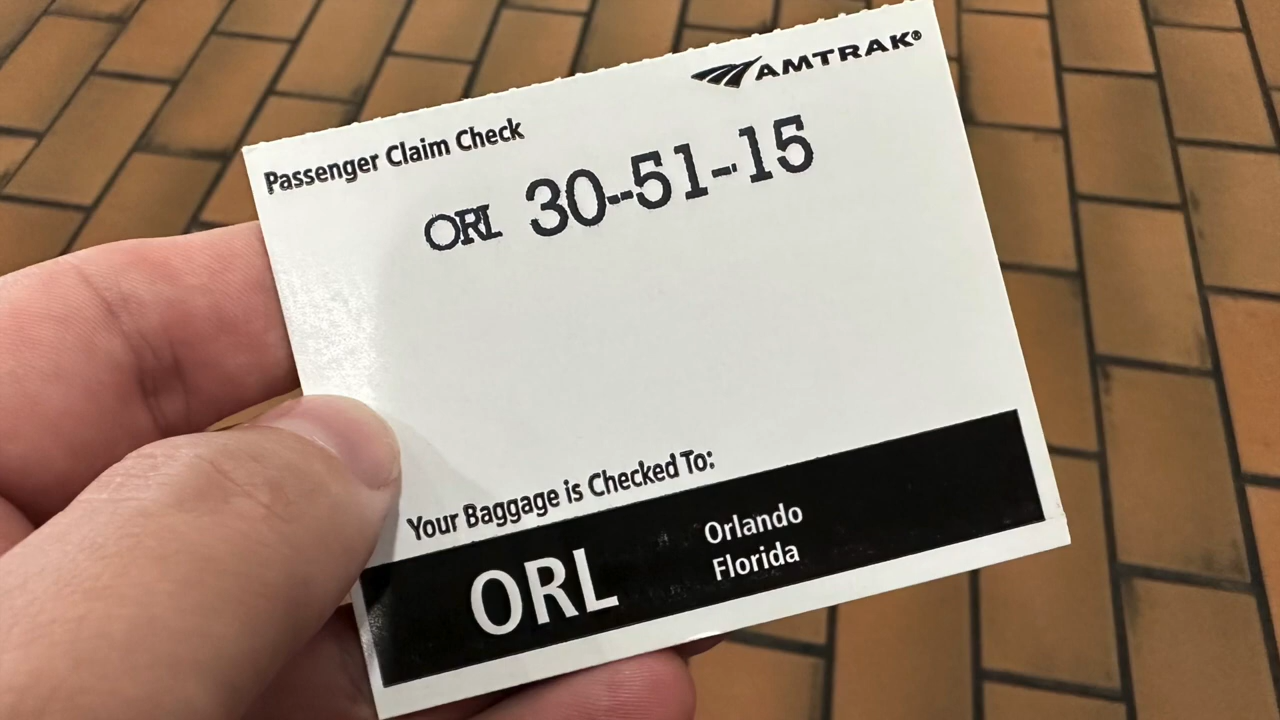 AMTRAK®
Passenger Claim Check
ORL 30--51--15
Your Baggage is Checked To:
ORL
Orlando
Florida